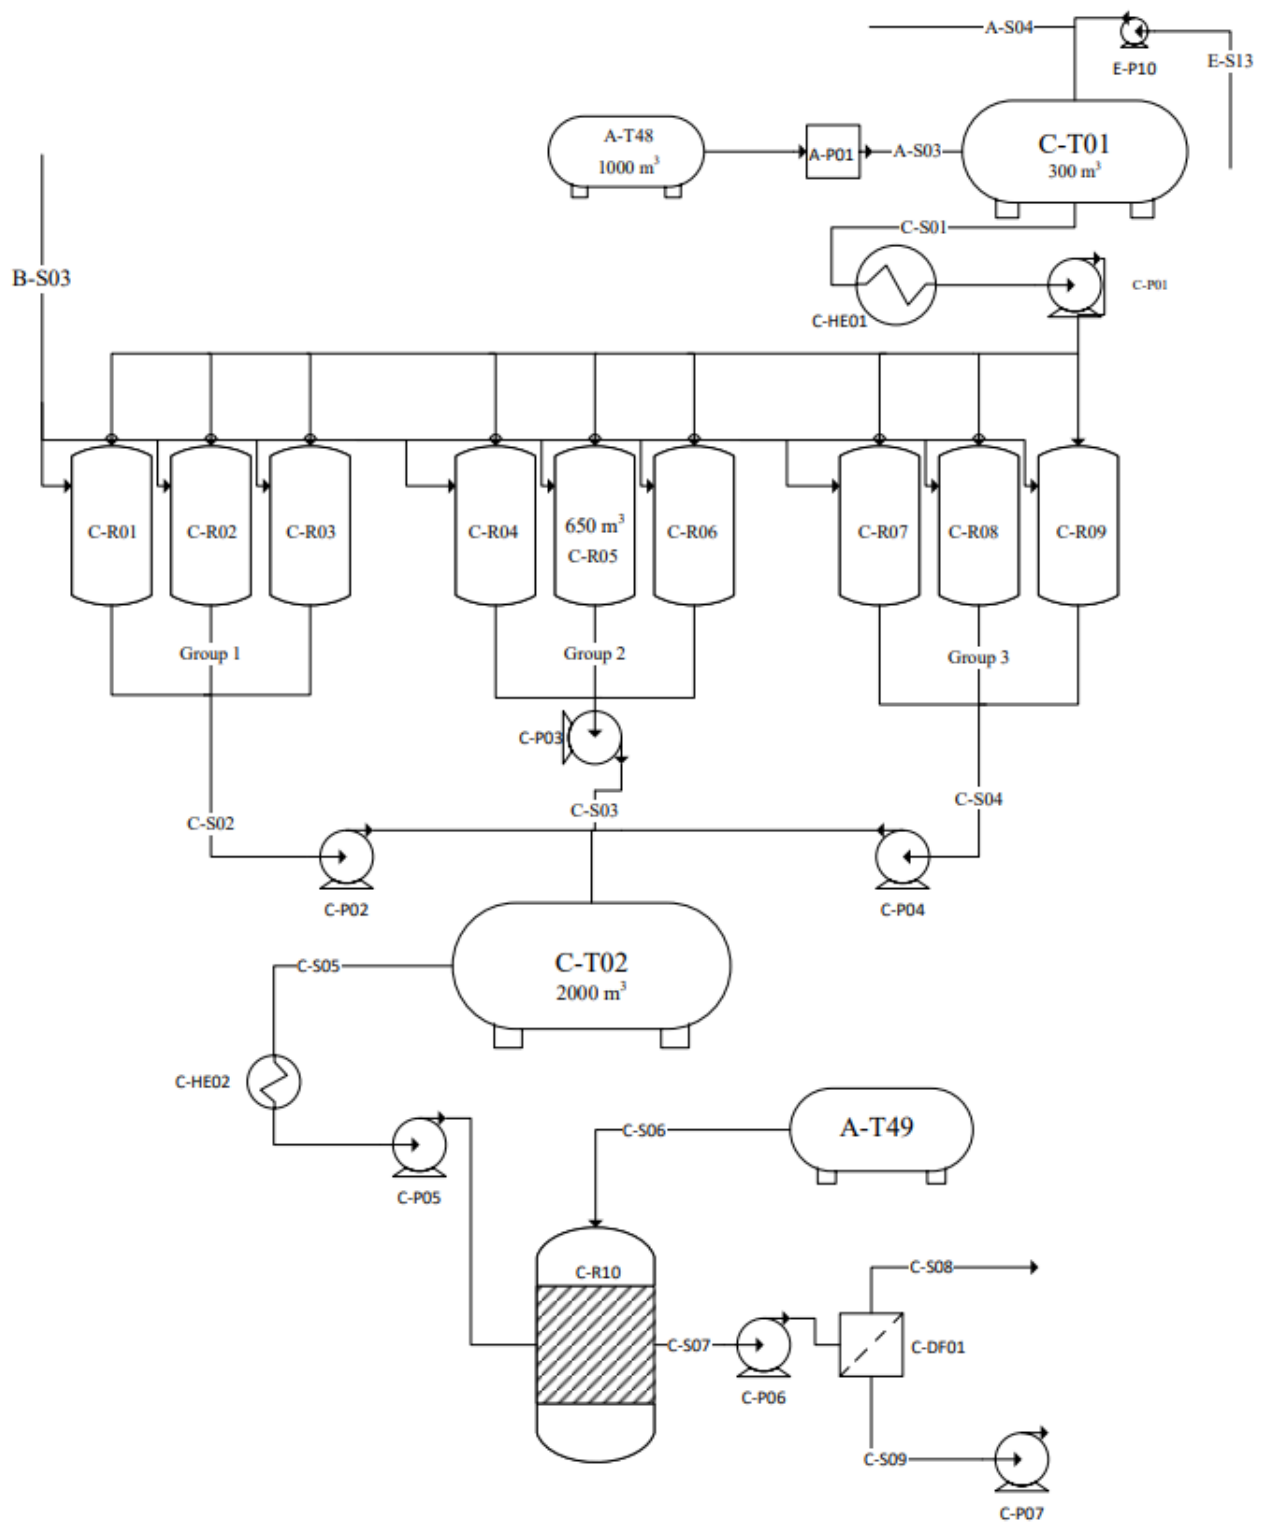 A-S04
E-P10
E-S13
A-T48
1000 m³
A-P01
A-S03
C-T01
300 m³
C-S01
B-S03
C-HE01
C-P01
C-R01
C-R02
C-R03
C-R04
650 m³
C-R05
C-R06
C-R07
C-R08
C-R09
Group 1
Group 2
Group 3
C-P03
C-S03
C-S04
C-S02
C-P02
C-P04
C-T02
2000 m³
C-S05
C-HE02
C-P05
C-S06
A-T49
C-R10
C-S08
C-S07
C-DF01
C-P06
C-S09
C-P07